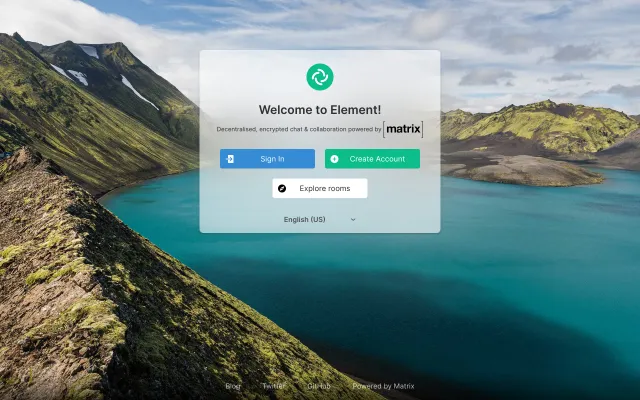 Welcome to Element!
Decentralised, encrypted chat & collaboration powered by [matrix]
Sign In
Create Account
Explore rooms
English (US)
Blog Twitter GitHub Powered by Matrix